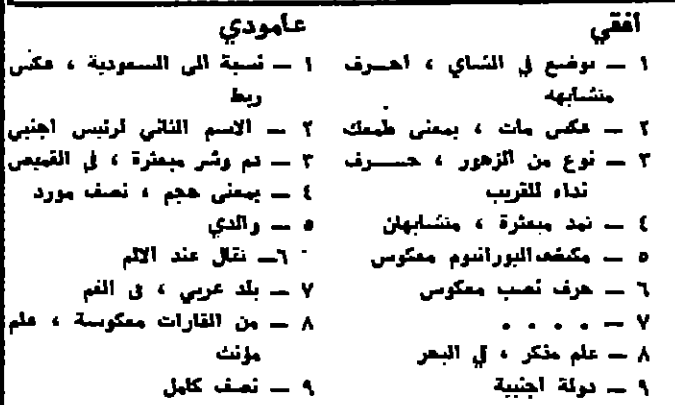 أفقي
١ — يوضع في الشاي ، أحرف
متشابهه
٢ — عكس مات ، بمعنى طمعك
٣ — نوع من الزهور ، حرف
نداء للقريب
٤ — نمد مبعثرة ، متشابهان
٥ — مكتشف اليورانيوم معكوس
٦ — حرف نصب معكوس
٧ — . . . .
٨ — علم مذكر ، في البحر
٩ — دولة اجنبية
عامودي
١ — نسبة الى السعودية ، عكس
ربط
٢ — الاسم الثاني لرئيس اجنبي
٣ — تم وشر مبعثرة ، في القميص
٤ — بمعنى هجم ، نصف مورد
٥ — والدي
٦ — تقال عند الالم
٧ — بلد عربي ، في الفم
٨ — من القارات معكوسة ، علم
مؤنث
٩ — نصف كامل